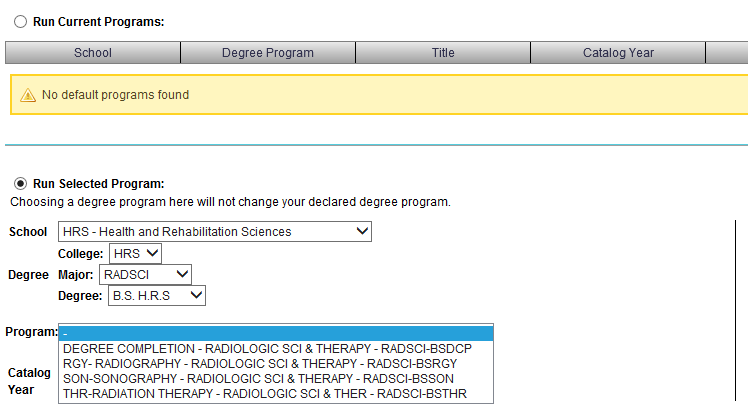 Run Current Programs:
School Degree Program Title Catalog Year
No default programs found
Run Selected Program:
Choosing a degree program here will not change your declared degree program.
School HRS - Health and Rehabilitation Sciences
College: HRS
Degree Major: RADSCI
Degree: B.S. H.R.S
Program: -
DEGREE COMPLETION - RADIOLOGIC SCI & THERAPY - RADSCI-BSDCP
RGY- RADIOGRAPHY - RADIOLOGIC SCI & THERAPY - RADSCI-BSRGY
SON-SONOGRAPHY - RADIOLOGIC SCI & THERAPY - RADSCI-BSSON
THR-RADIATION THERAPY - RADIOLOGIC SCI & THER - RADSCI-BSTHR
Catalog
Year